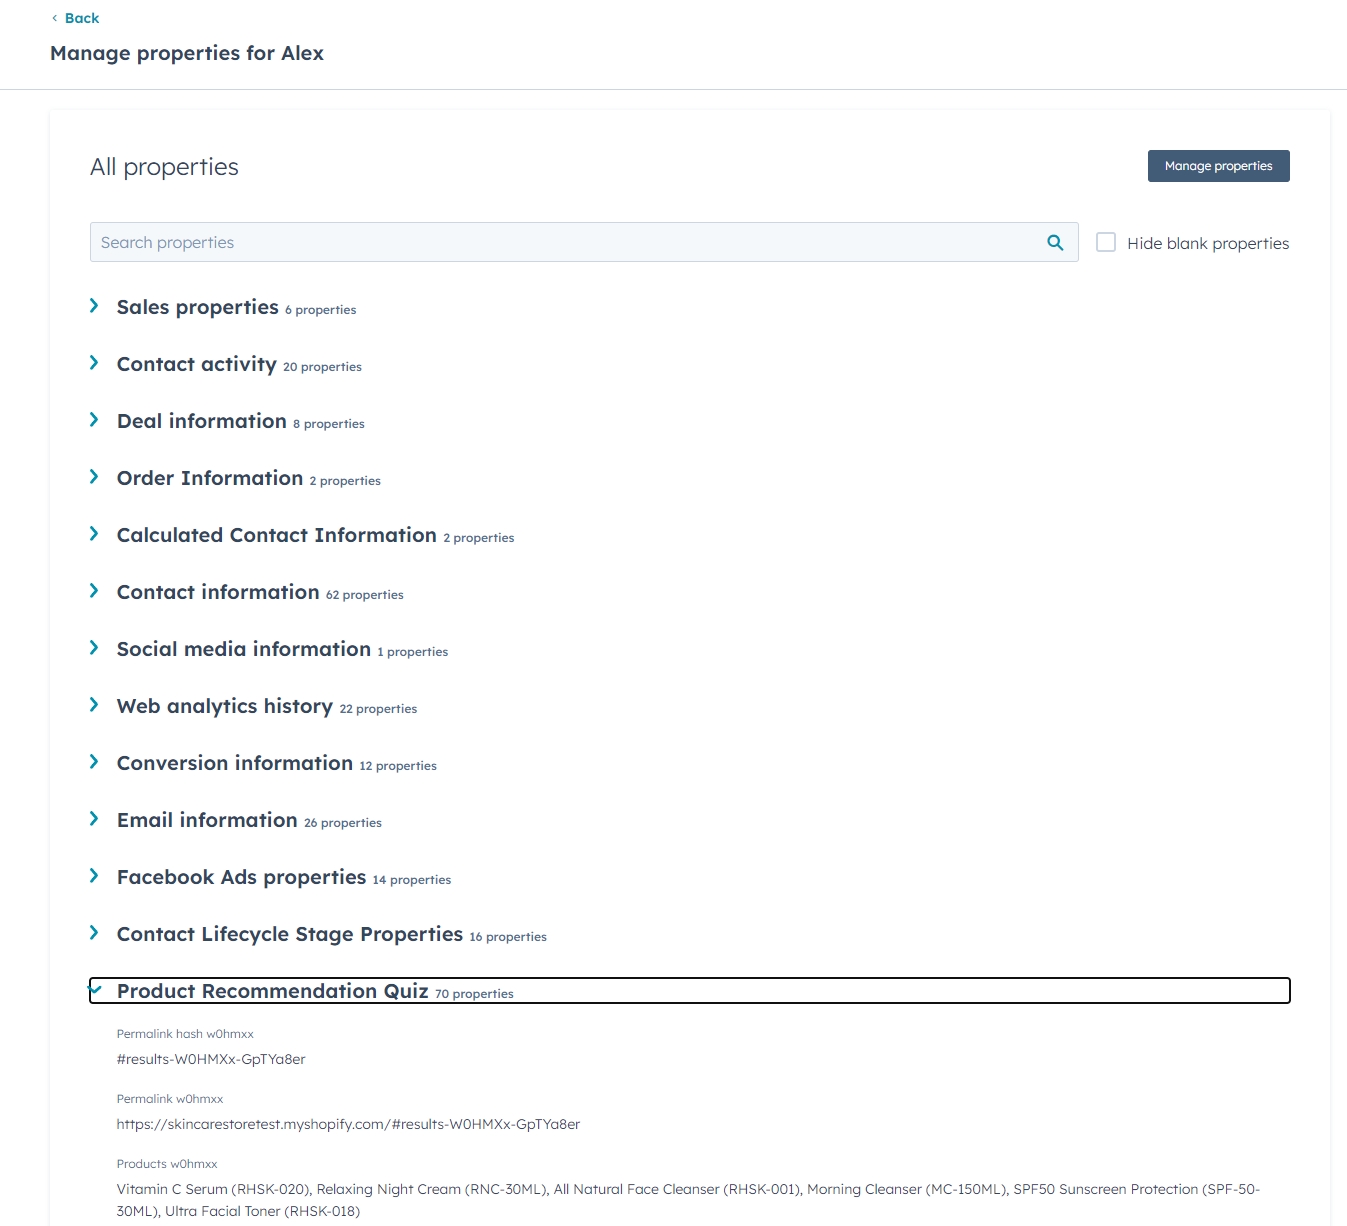 Back
Manage properties for Alex
All properties
Manage properties
Search properties
Hide blank properties
Sales properties 6 properties
Contact activity 20 properties
Deal information 8 properties
Order Information 2 properties
Calculated Contact Information 2 properties
Contact information 62 properties
Social media information 1 properties
Web analytics history 22 properties
Conversion information 12 properties
Email information 26 properties
Facebook Ads properties 14 properties
Contact Lifecycle Stage Properties 16 properties
Product Recommendation Quiz 70 properties
Permalink hash w0hmxx
#results-W0HMXx-GpTYa8er
Permalink w0hmxx
https://skincarestoretest.myshopify.com/#results-W0HMXx-GpTYa8er
Products w0hmxx
Vitamin C Serum (RHSK-020), Relaxing Night Cream (RNC-30ML), All Natural Face Cleanser (RHSK-001), Morning Cleanser (MC-150ML), SPF50 Sunscreen Protection (SPF-50-
30ML), Ultra Facial Toner (RHSK-018)